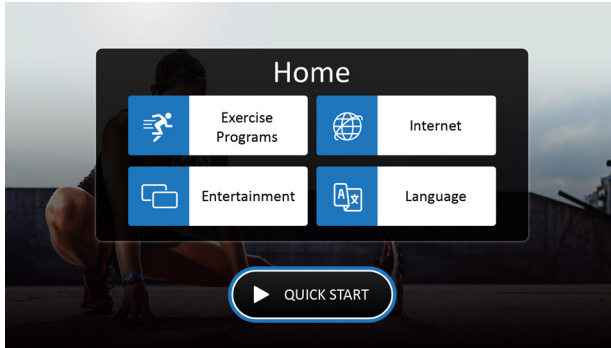 Home
Exercise
Programs
Internet
Entertainment
Language
QUICK START